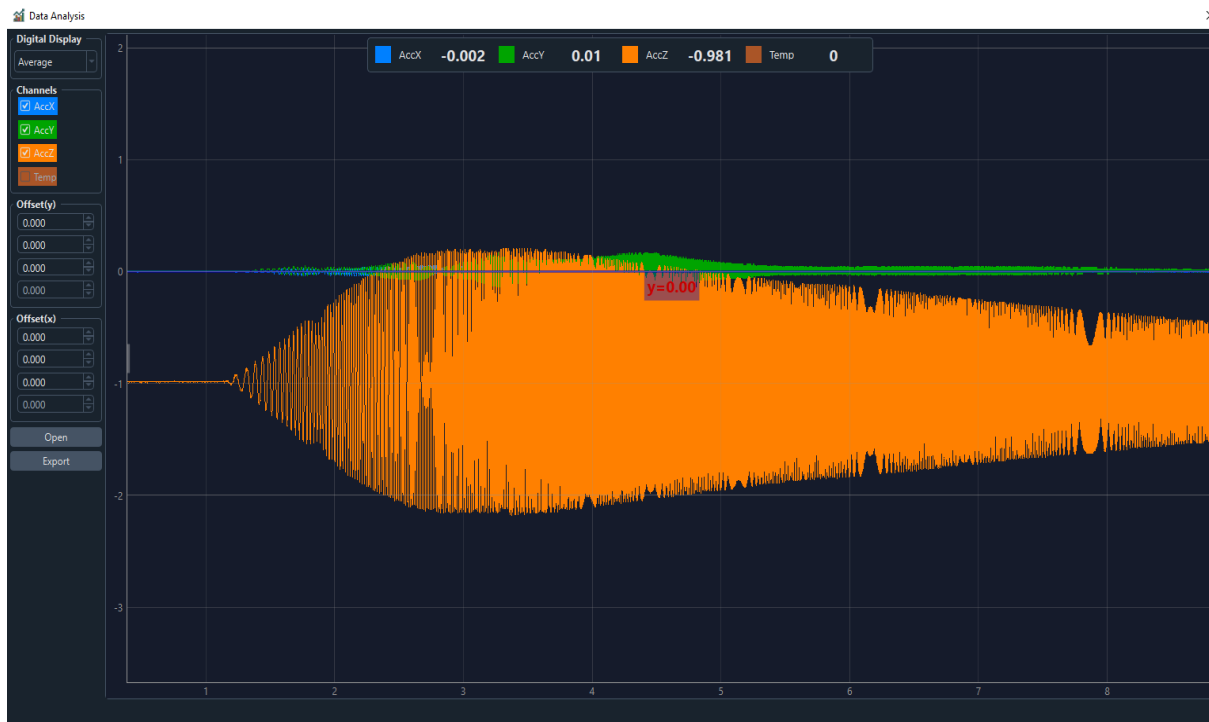 Data Analysis
Digital Display
Average
Channels
AccX
AccY
AccZ
Temp
Offset(y)
0.000
0.000
0.000
0.000
Offset(x)
0.000
0.000
0.000
0.000
Open
Export
AccX -0.002 AccY 0.01 AccZ -0.981 Temp 0
2
1
0
-1
-2
-3
y=0.00
1 2 3 4 5 6 7 8